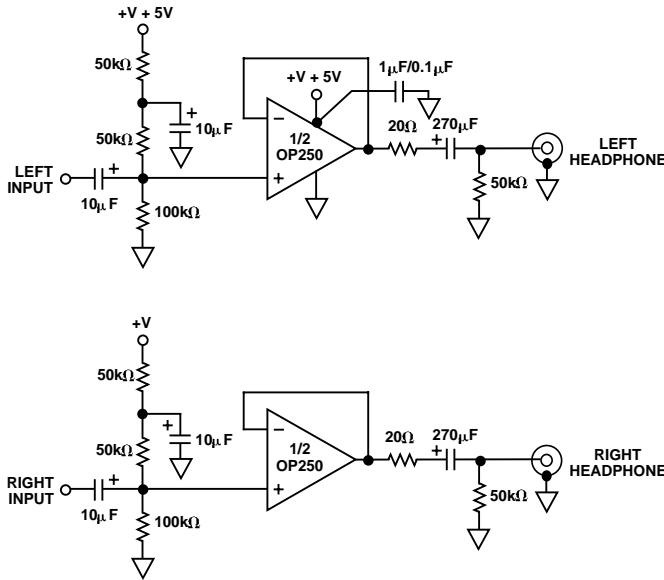 +V + 5V
50kΩ
50kΩ
10µF
LEFT
INPUT
10µF
100kΩ
+V + 5V
1µF/0.1µF
1/2
OP250
20Ω
270µF
50kΩ
LEFT
HEADPHONE
+V
50kΩ
50kΩ
10µF
RIGHT
INPUT
10µF
100kΩ
1/2
OP250
20Ω
270µF
50kΩ
RIGHT
HEADPHONE